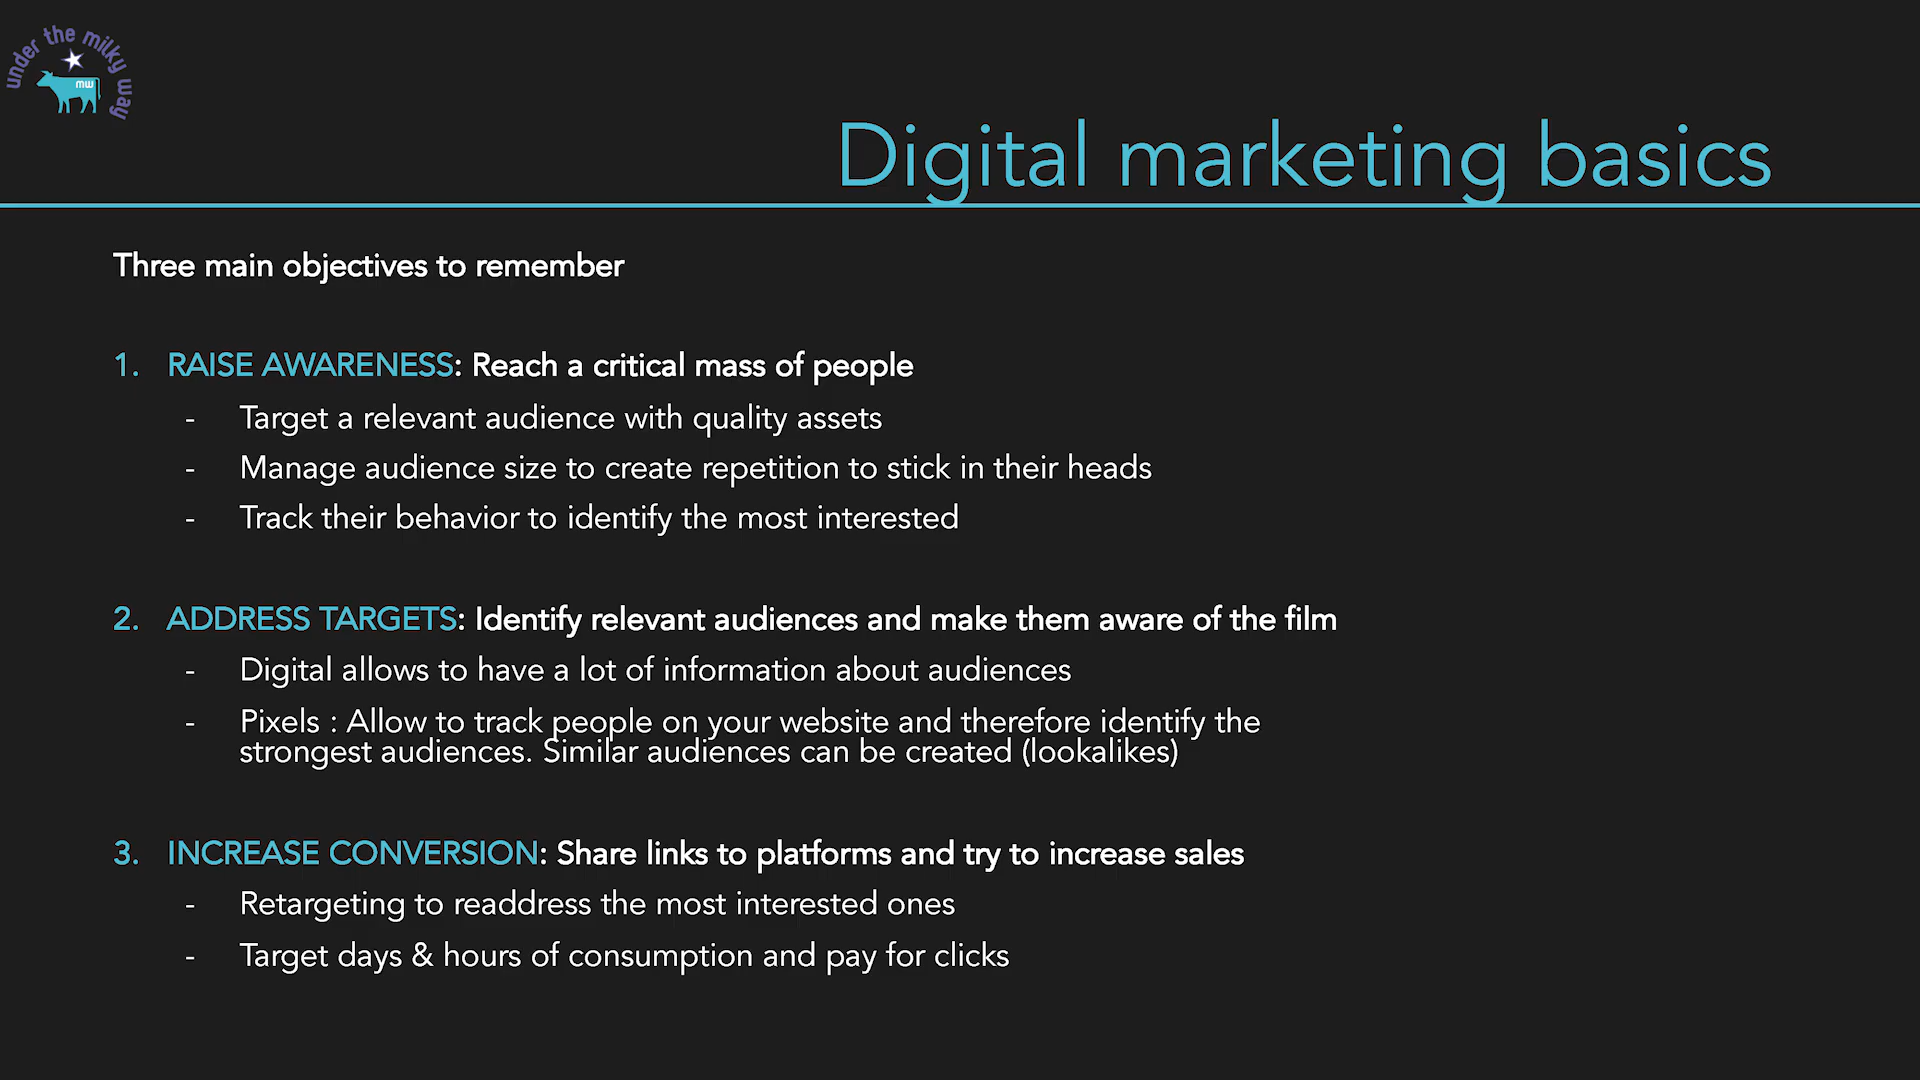 under the milky way
mw
Digital marketing basics
Three main objectives to remember
1. RAISE AWARENESS: Reach a critical mass of people
- Target a relevant audience with quality assets
- Manage audience size to create repetition to stick in their heads
- Track their behavior to identify the most interested
2. ADDRESS TARGETS: Identify relevant audiences and make them aware of the film
- Digital allows to have a lot of information about audiences
- Pixels : Allow to track people on your website and therefore identify the
strongest audiences. Similar audiences can be created (lookalikes)
3. INCREASE CONVERSION: Share links to platforms and try to increase sales
- Retargeting to readdress the most interested ones
- Target days & hours of consumption and pay for clicks